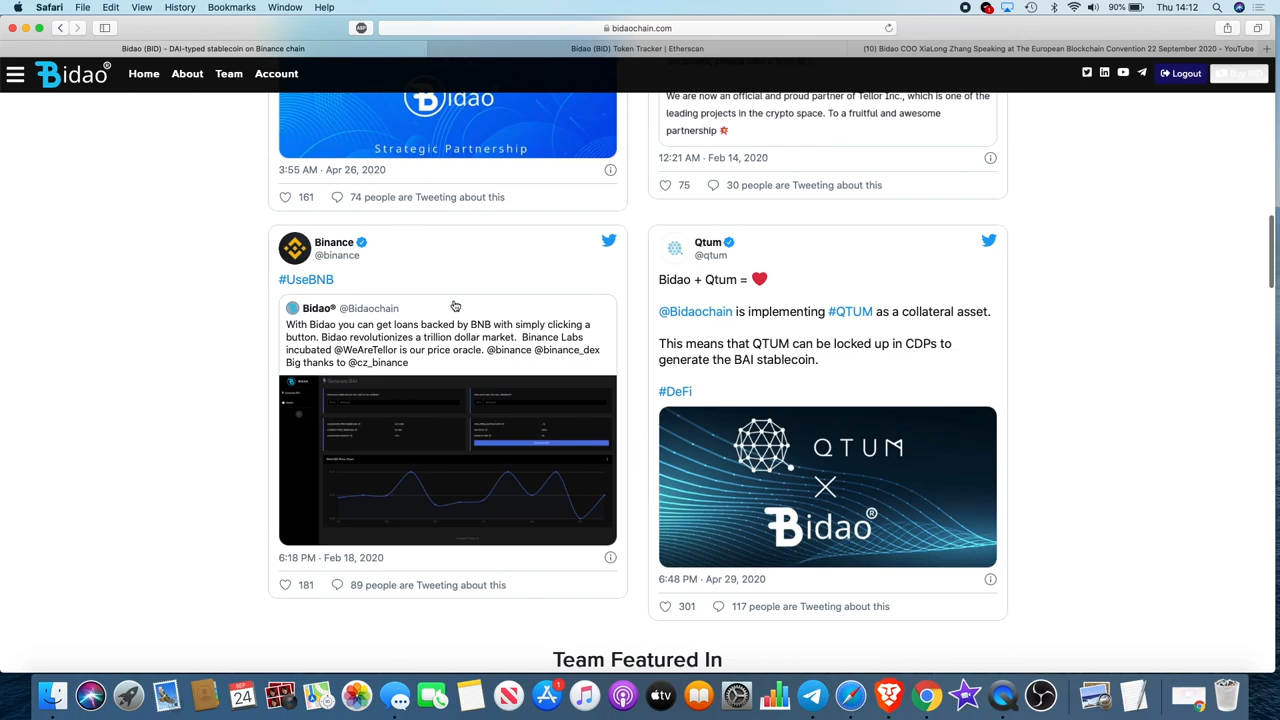 Safari File Edit View History Bookmarks Window Help
90% Thu 14:12
bidaochain.com
Bidao (BID) - DAI-typed stablecoin on Binance chain
Bidao (BID) Token Tracker | Etherscan
(10) Bidao COO XiaLong Zhang Speaking at The European Blockchain Convention 22 September 2020 - YouTube
Bidao® Home About Team Account
Logout
Bidao
Strategic Partnership
3:55 AM · Apr 26, 2020
161 74 people are Tweeting about this
We are now an official and proud partner of Tellor Inc., which is one of the
leading projects in the crypto space. To a fruitful and awesome
partnership
12:21 AM · Feb 14, 2020
75 30 people are Tweeting about this
Binance
@binance
#UseBNB
Bidao® @Bidaochain
With Bidao you can get loans backed by BNB with simply clicking a
button. Bidao revolutionizes a trillion dollar market. Binance Labs
incubated @WeAreTellor is our price oracle. @binance @binance_dex
Big thanks to @cz_binance
6:18 PM · Feb 18, 2020
181 89 people are Tweeting about this
Qtum
@qtum
Bidao + Qtum =
@Bidaochain is implementing #QTUM as a collateral asset.
This means that QTUM can be locked up in CDPs to
generate the BAI stablecoin.
#DeFi
QTUM
X
Bidao®
6:48 PM · Apr 29, 2020
301 117 people are Tweeting about this
Team Featured In
SEP
24
tv
1